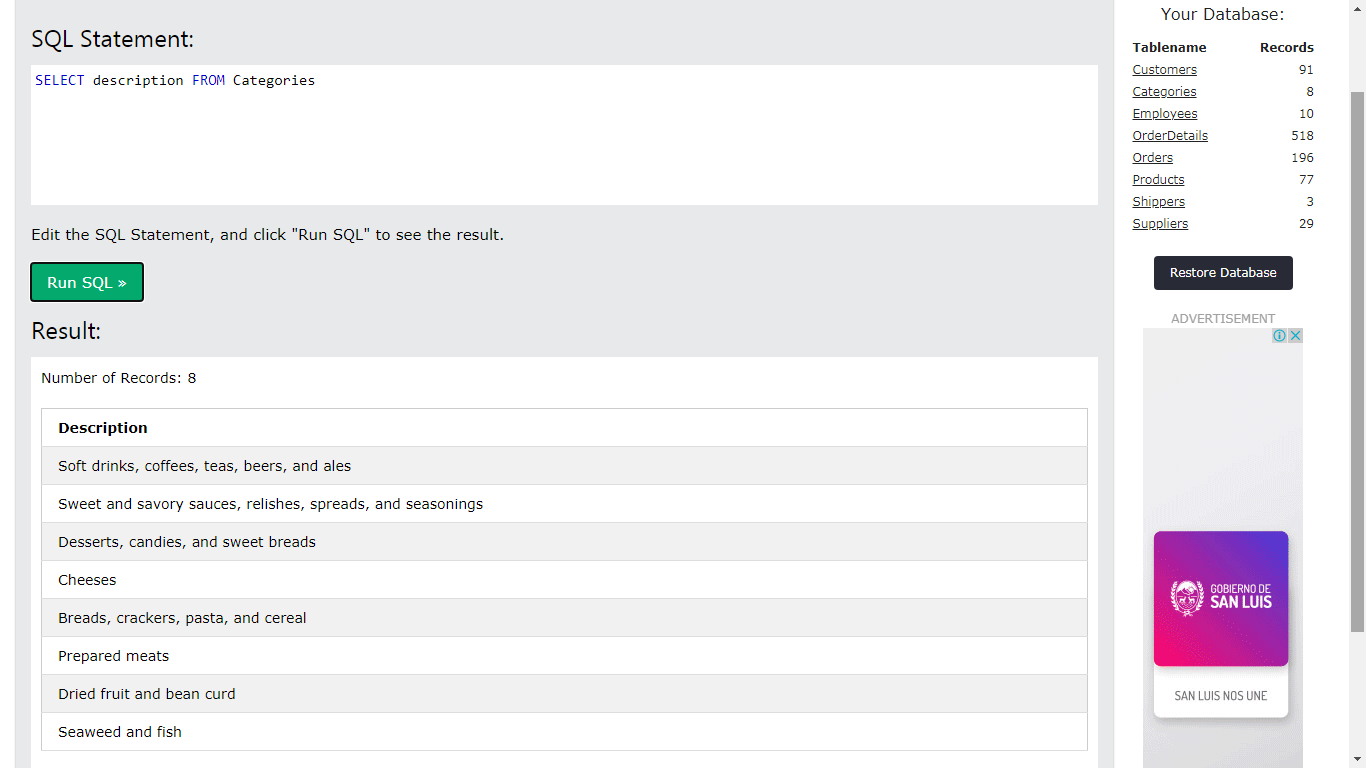 SQL Statement:
SELECT description FROM Categories
Edit the SQL Statement, and click "Run SQL" to see the result.
Run SQL »
Result:
Number of Records: 8
Description
Soft drinks, coffees, teas, beers, and ales
Sweet and savory sauces, relishes, spreads, and seasonings
Desserts, candies, and sweet breads
Cheeses
Breads, crackers, pasta, and cereal
Prepared meats
Dried fruit and bean curd
Seaweed and fish
Your Database:
Tablename Records
Customers 91
Categories 8
Employees 10
OrderDetails 518
Orders 196
Products 77
Shippers 3
Suppliers 29
Restore Database
ADVERTISEMENT
GOBIERNO DE
SAN LUIS
SAN LUIS NOS UNE